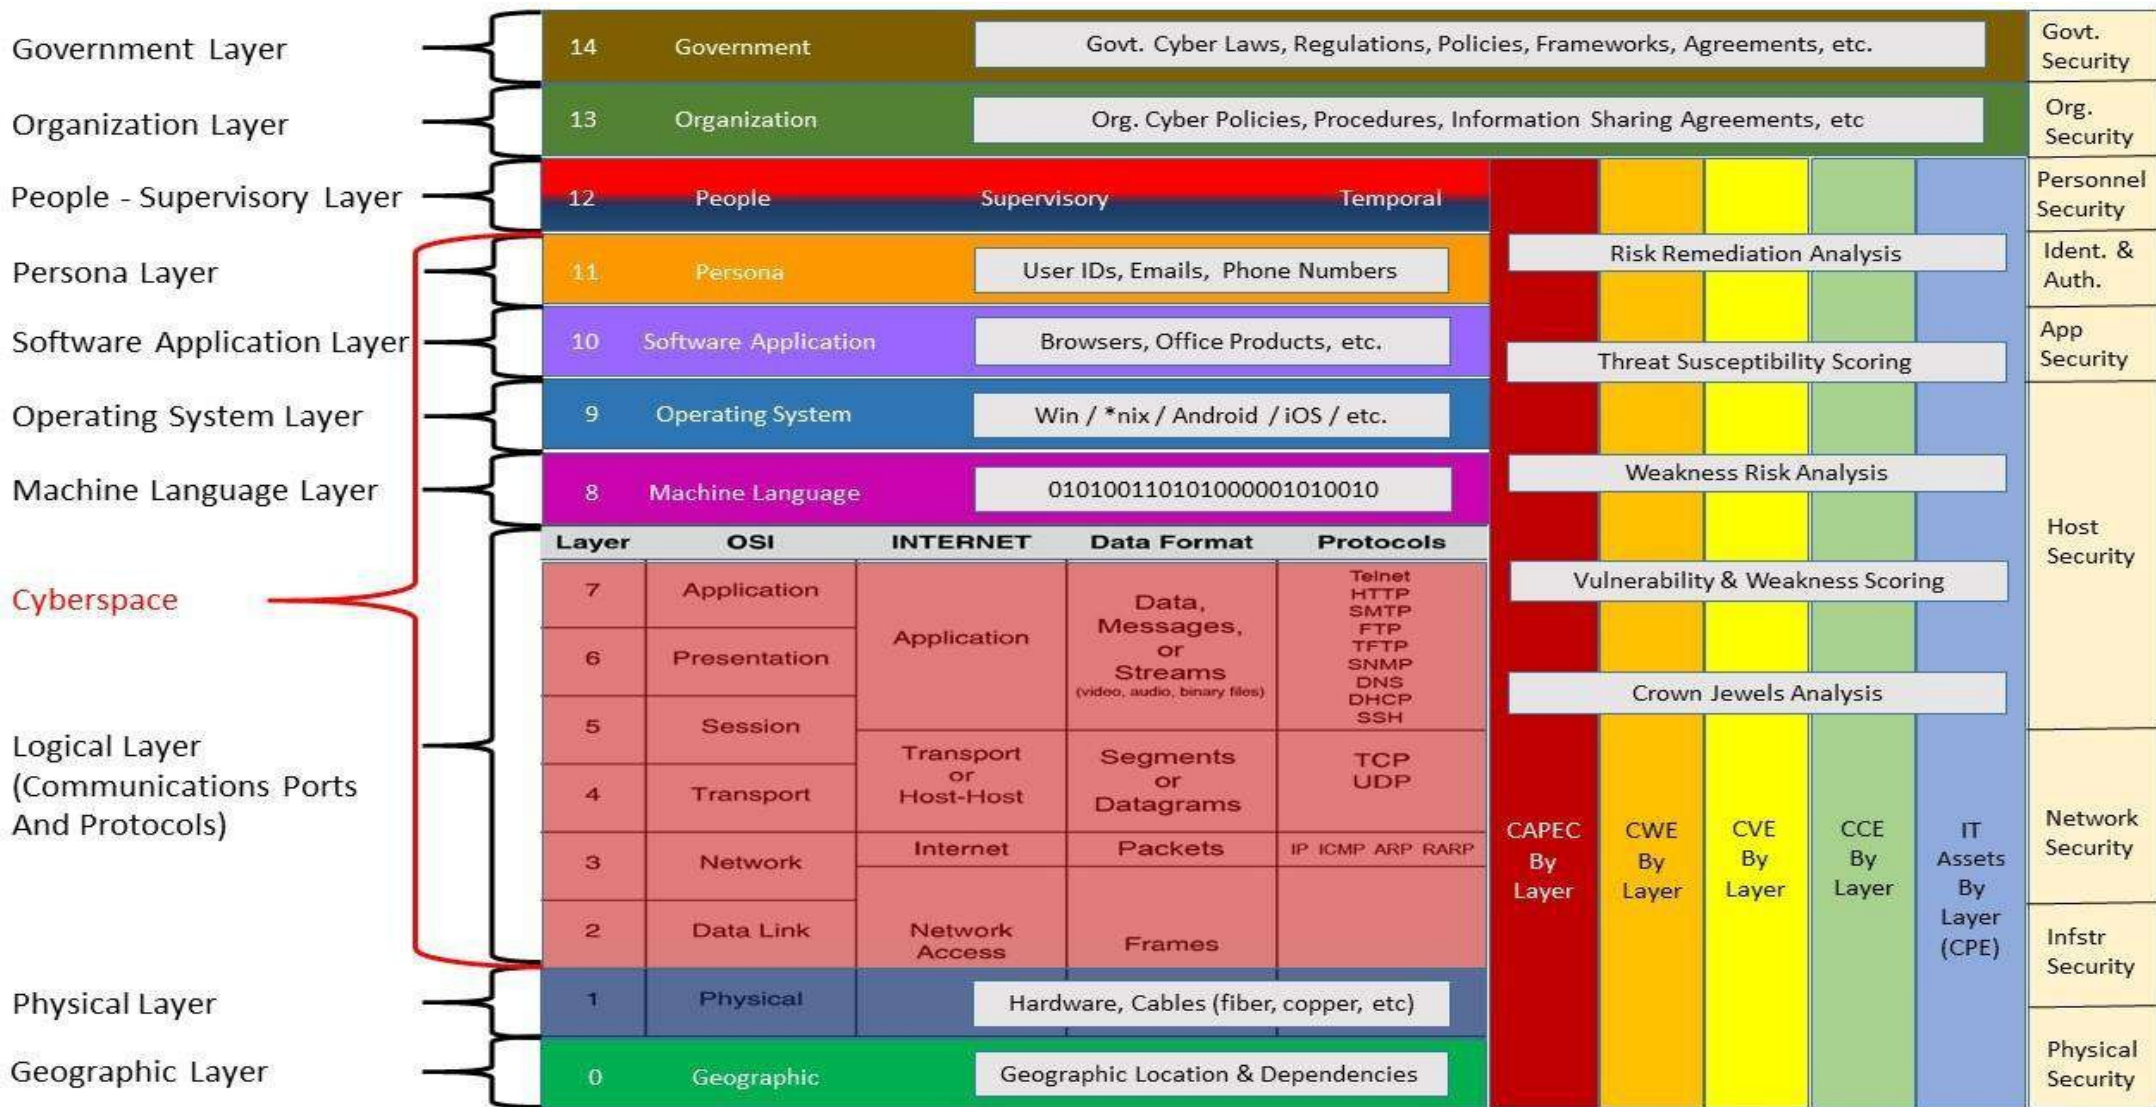 Government Layer
14 Government Govt. Cyber Laws, Regulations, Policies, Frameworks, Agreements, etc.
Govt.
Security
Organization Layer
13 Organization Org. Cyber Policies, Procedures, Information Sharing Agreements, etc
Org.
Security
People - Supervisory Layer
12 People Supervisory Temporal
Personnel
Security
Persona Layer
11 Persona User IDs, Emails, Phone Numbers
Risk Remediation Analysis
Ident. &
Auth.
Software Application Layer
10 Software Application Browsers, Office Products, etc.
Threat Susceptibility Scoring
App
Security
Operating System Layer
9 Operating System Win / *nix / Android / iOS / etc.
Machine Language Layer
8 Machine Language 010100110101000001010010
Weakness Risk Analysis
Host
Security
Layer OSI INTERNET Data Format Protocols
Cyberspace
7 Application
6 Presentation
5 Session
Application
Data,
Messages,
or
Streams
(video, audio, binary files)
Telnet
HTTP
SMTP
FTP
TFTP
SNMP
DNS
DHCP
SSH
Vulnerability & Weakness Scoring
Crown Jewels Analysis
Logical Layer
(Communications Ports
And Protocols)
4 Transport
Transport
or
Host-Host
Segments
or
Datagrams
TCP
UDP
3 Network
Internet Packets IP ICMP ARP RARP
2 Data Link
Network
Access
Frames
CAPEC
By
Layer
CWE
By
Layer
CVE
By
Layer
CCE
By
Layer
IT
Assets
By
Layer
(CPE)
Network
Security
Infstr
Security
Physical Layer
1 Physical Hardware, Cables (fiber, copper, etc)
Geographic Layer
0 Geographic Geographic Location & Dependencies
Physical
Security